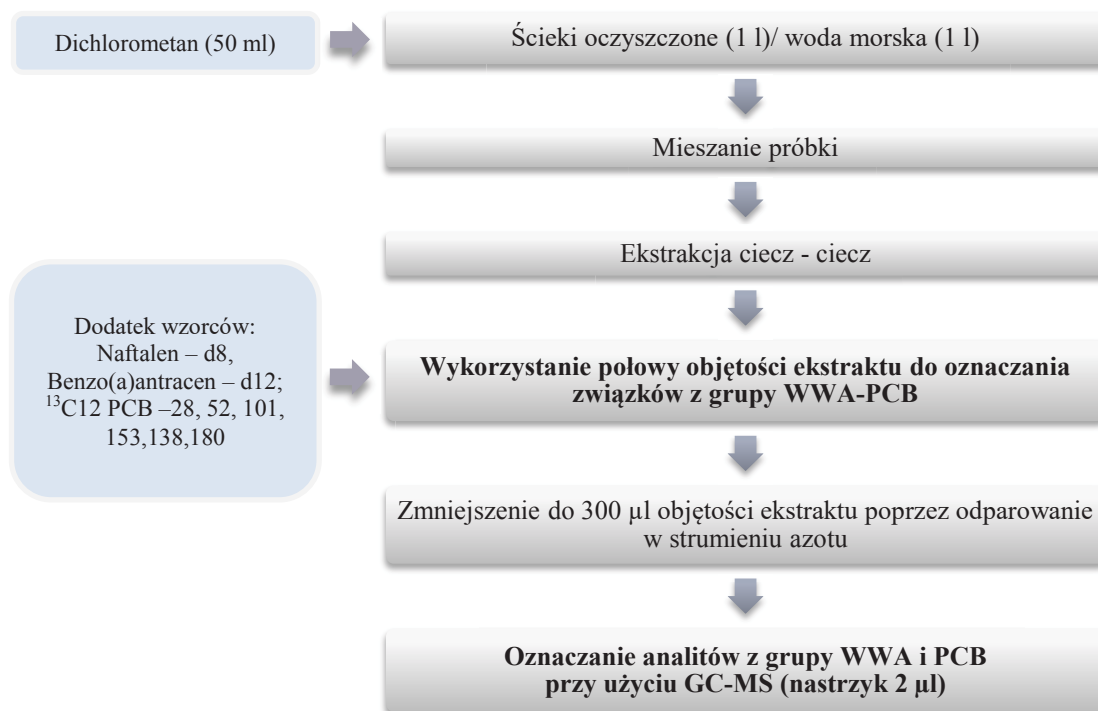 Dichlorometan (50 ml)
Ścieki oczyszczone (1 l)/ woda morska (1 l)
Mieszanie próbki
Ekstrakcja ciecz - ciecz
Dodatek wzorców:
Naftalen – d8,
Benzo(a)antracen – d12;
¹³C12 PCB –28, 52, 101,
153,138,180
Wykorzystanie połowy objętości ekstraktu do oznaczania
związków z grupy WWA-PCB
Zmniejszenie do 300 µl objętości ekstraktu poprzez odparowanie
w strumieniu azotu
Oznaczanie analitów z grupy WWA i PCB
przy użyciu GC-MS (nastrzyk 2 µl)